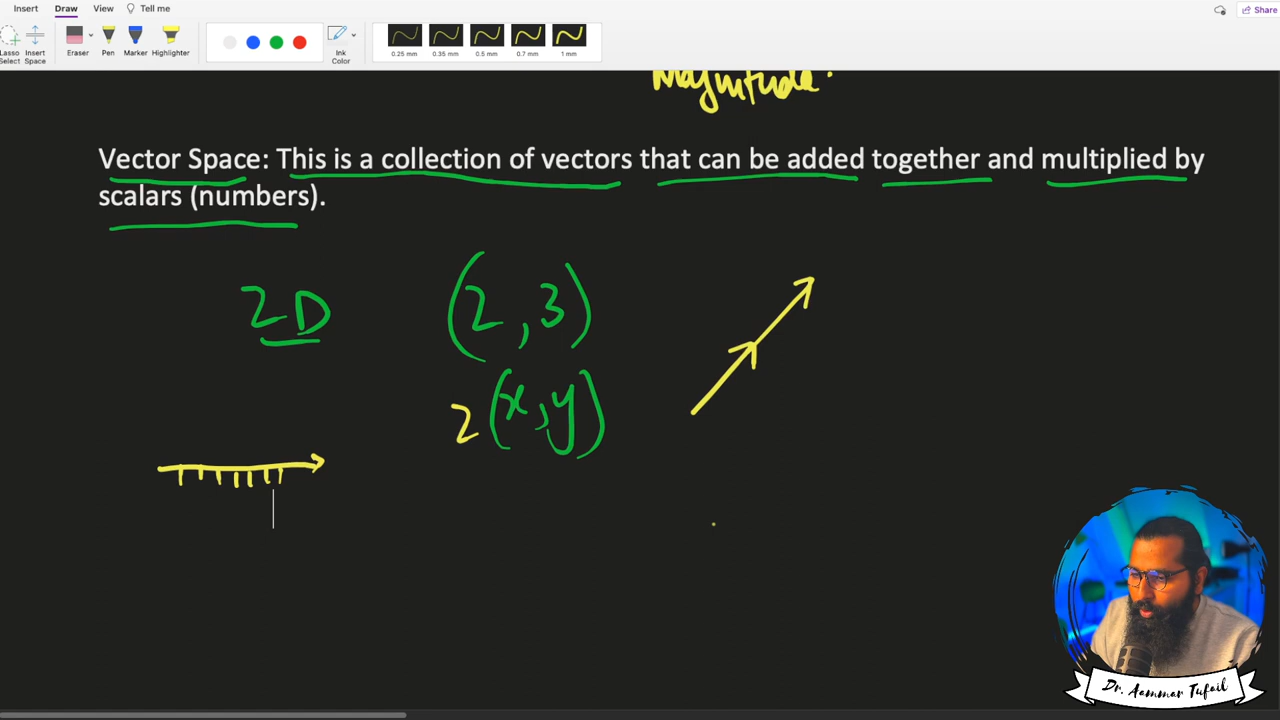 Insert Draw View Tell me
Share
Lasso Select
Insert Space
Eraser
Pen
Marker
Highlighter
Ink Color
0.25 mm
0.35 mm
0.5 mm
0.7 mm
1 mm
Magnitude.
Vector Space: This is a collection of vectors that can be added together and multiplied by
scalars (numbers).
2D (2, 3)
2(x, y)
Dr. Aammar Tufail